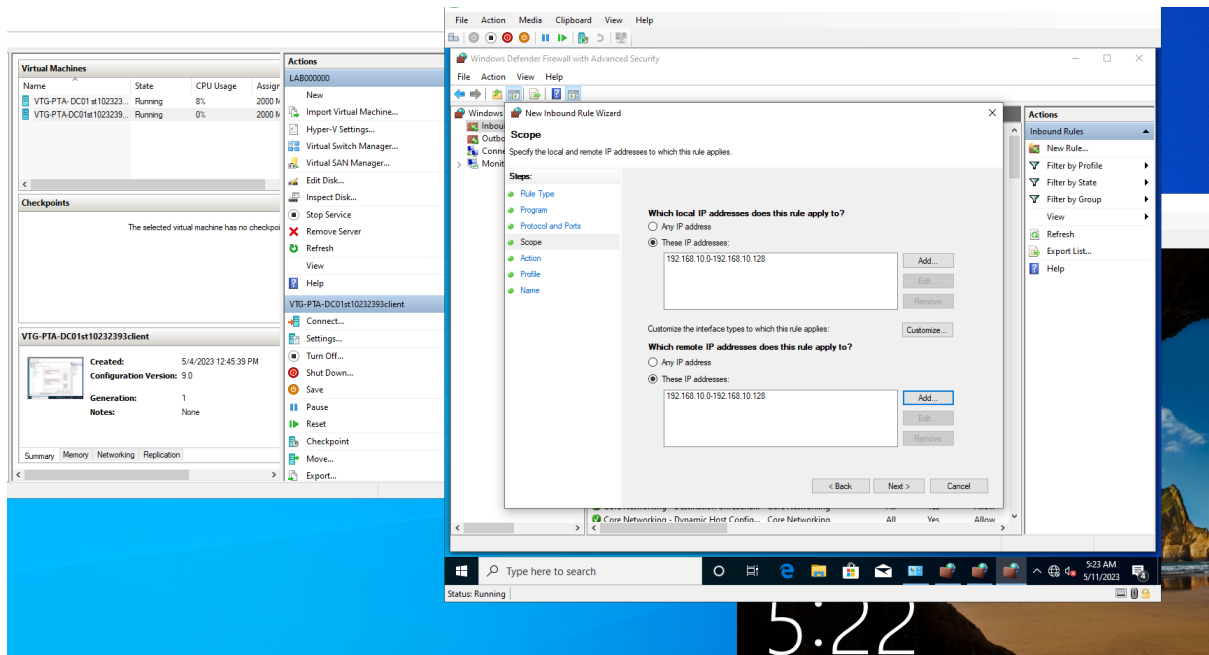 File Action Media Clipboard View Help
Virtual Machines
Name State CPU Usage Assigr
VTG-PTA- DC01 st102323... Running 8% 2000 M
VTG-PTA-DC01st1023239... Running 0% 2000 M
Checkpoints
The selected virtual machine has no checkpoi
VTG-PTA-DC01st10232393client
Created: 5/4/2023 12:45:39 PM
Configuration Version: 9.0
Generation: 1
Notes: None
Summary Memory Networking Replication
Actions
LAB000000
New
Import Virtual Machine...
Hyper-V Settings...
Virtual Switch Manager...
Virtual SAN Manager...
Edit Disk...
Inspect Disk...
Stop Service
Remove Server
Refresh
View
Help
VTG-PTA-DC01st10232393client
Connect...
Settings...
Turn Off...
Shut Down...
Save
Pause
Reset
Checkpoint
Move...
Export...
Windows Defender Firewall with Advanced Security
File Action View Help
Windows
Inbou
Outbo
Conne
Monit
New Inbound Rule Wizard
Scope
Specify the local and remote IP addresses to which this rule applies.
Steps:
Rule Type
Program
Protocol and Ports
Scope
Action
Profile
Name
Which local IP addresses does this rule apply to?
Any IP address
These IP addresses:
192.168.10.0-192.168.10.128
Add...
Edit...
Remove
Customize the interface types to which this rule applies: Customize...
Which remote IP addresses does this rule apply to?
Any IP address
These IP addresses:
192.168.10.0-192.168.10.128
Add...
Edit...
Remove
< Back Next > Cancel
Core Networking - Dynamic Host Config... Core Networking All Yes Allow
Actions
Inbound Rules
New Rule...
Filter by Profile
Filter by State
Filter by Group
View
Refresh
Export List...
Help
Type here to search
5:23 AM
5/11/2023
4
Status: Running
5:22